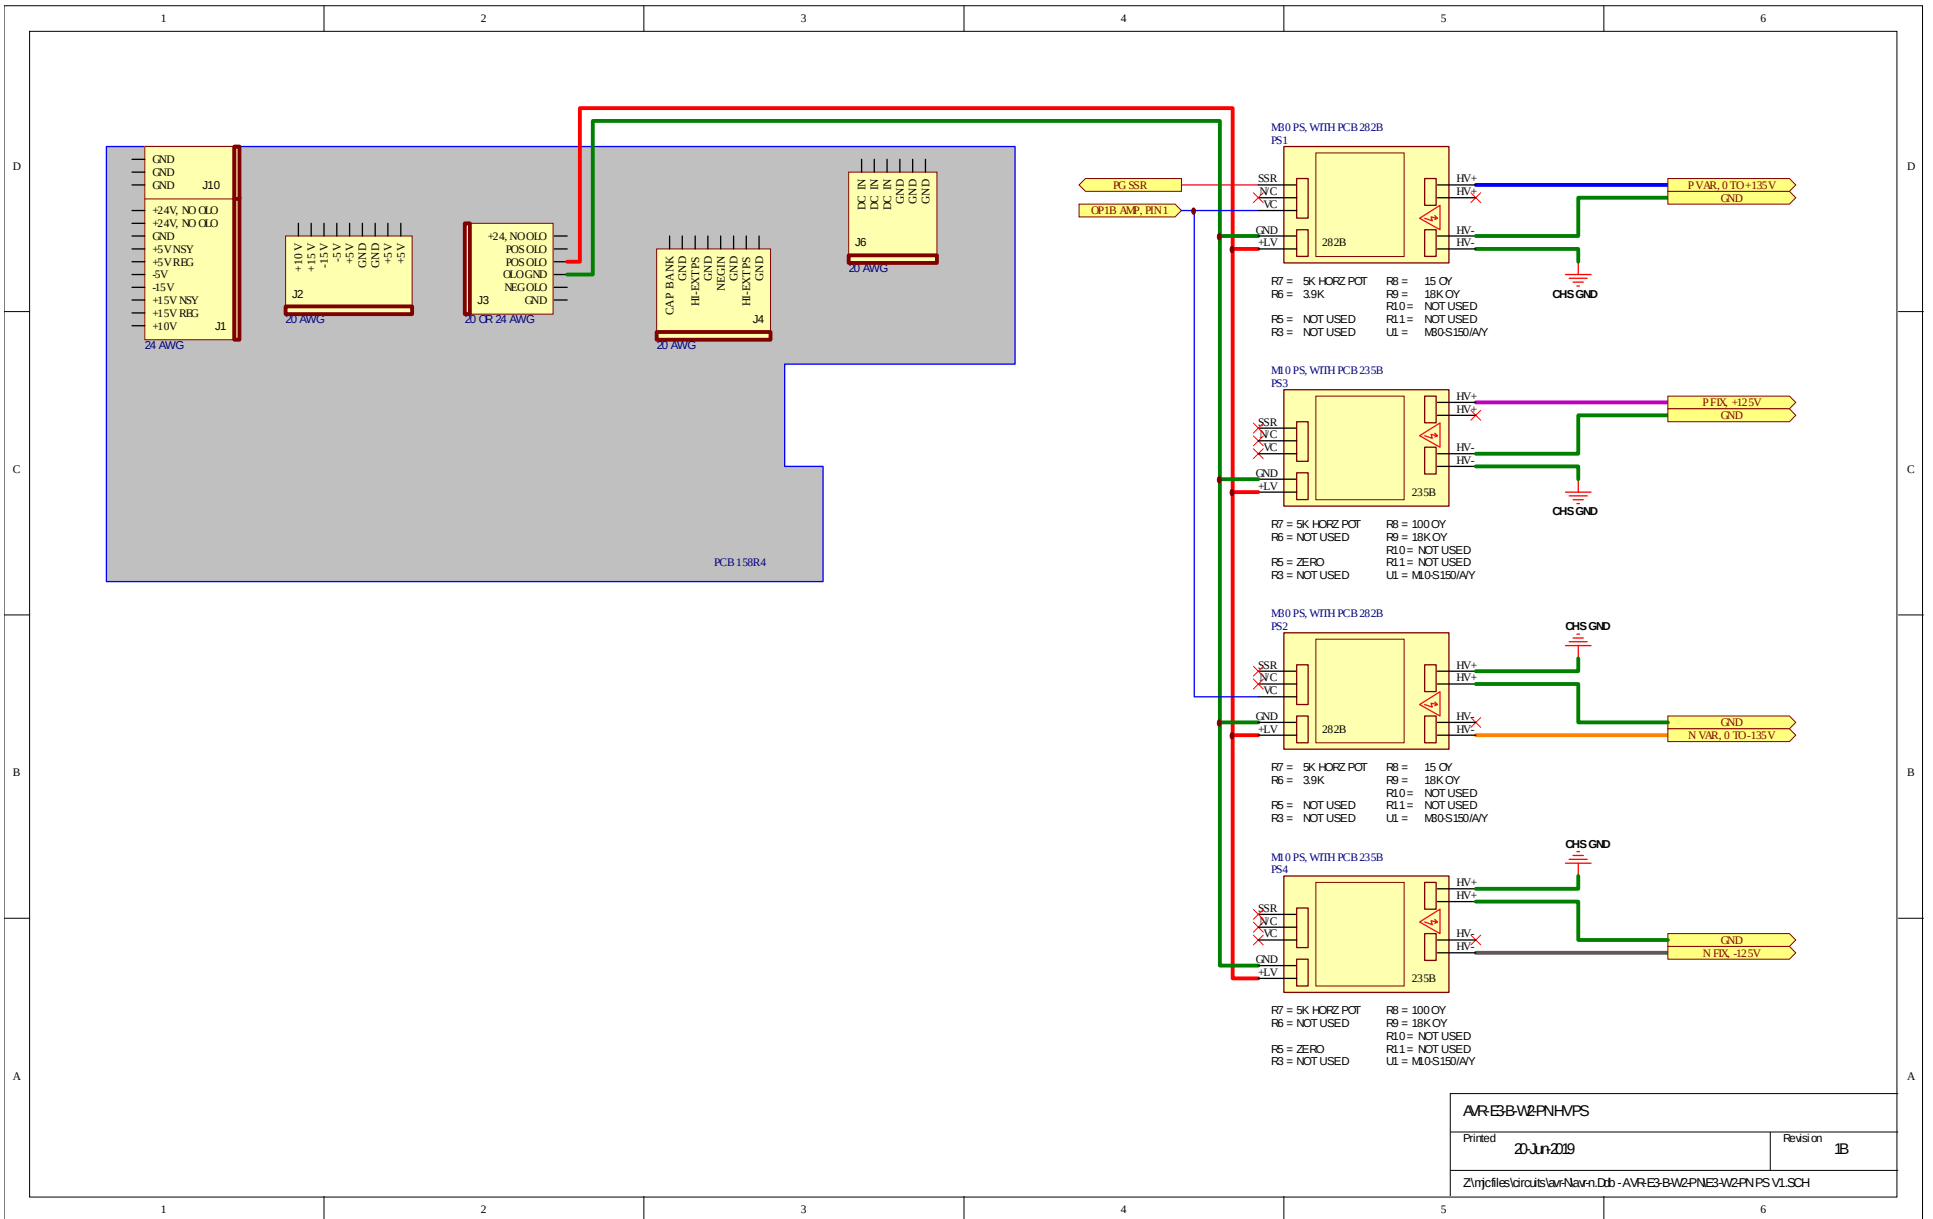 1 2 3 4 5 6
D
D
C
C
B
B
A
A
GND
GND
GND
J10
+24V, NO OLO
+24V, NO OLO
GND
+5V NSY
+5V REG
-5V
-15V
+15V NSY
+15V REG
+10V
J1
24 AWG
+10V
+15V
-15V
-5V
+5V
GND
GND
+5V
+5V
J2
20 AWG
+24, NO OLO
POS OLO
POS OLO
OLO GND
NEG OLO
GND
J3
20 OR 24 AWG
CAP BANK
GND
HI-EXTPS
GND
NEGIN
GND
HI-EXTPS
GND
J4
20 AWG
DC IN
DC IN
DC IN
GND
GND
GND
J6
20 AWG
PCB 158R4
PG SSR
OP1B AMP, PIN 1
M30 PS, WITH PCB 282B
PS1
SSR
N/C
VC
GND
+LV
282B
HV+
HV+
HV-
HV-
P VAR, 0 TO +135V
GND
CHS GND
R7 = 5K HORZ POT R8 = 15 OY
R6 = 3.9K R9 = 18K OY
R10 = NOT USED
R5 = NOT USED R11 = NOT USED
R3 = NOT USED U1 = M30-S150/A/Y
M10 PS, WITH PCB 235B
PS3
SSR
N/C
VC
GND
+LV
235B
HV+
HV+
HV-
HV-
P FIX, +125V
GND
CHS GND
R7 = 5K HORZ POT R8 = 100 OY
R6 = NOT USED R9 = 18K OY
R10 = NOT USED
R5 = ZERO R11 = NOT USED
R3 = NOT USED U1 = M10-S150/A/Y
M30 PS, WITH PCB 282B
PS2
SSR
N/C
VC
GND
+LV
282B
HV+
HV+
HV-
HV-
CHS GND
GND
N VAR, 0 TO -135V
R7 = 5K HORZ POT R8 = 15 OY
R6 = 3.9K R9 = 18K OY
R10 = NOT USED
R5 = NOT USED R11 = NOT USED
R3 = NOT USED U1 = M30-S150/A/Y
M10 PS, WITH PCB 235B
PS4
SSR
N/C
VC
GND
+LV
235B
HV+
HV+
HV-
HV-
CHS GND
GND
N FIX, -125V
R7 = 5K HORZ POT R8 = 100 OY
R6 = NOT USED R9 = 18K OY
R10 = NOT USED
R5 = ZERO R11 = NOT USED
R3 = NOT USED U1 = M10-S150/A/Y
AVR-E3-B-W2-PN HVPS
Printed 20-Jun-2019 Revision 1B
Z:\mjcfiles\circuits\avr-N\avr-n.Ddb - AVR-E3-B-W2-PN\E3-W2-PN PS V1.SCH
1 2 3 4 5 6